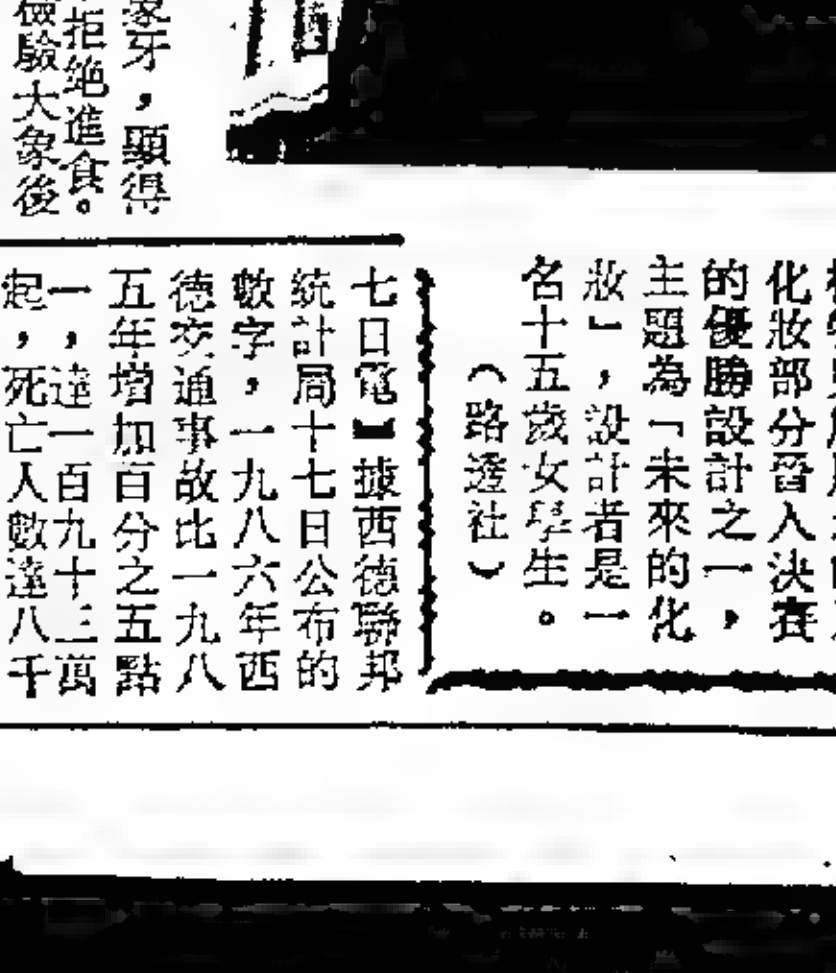 象牙，顯得
拒絶進食。
檢驗大象後
化妝部分晉入決賽
的優勝設計之一，
主題為「未來的化
妝」，設計者是一
名十五歲女學生。
（路透社）
七日電】據西德聯邦
統計局十七日公布的
數字，一九八六年西
德交通事故比一九八
五年增加百分之五點
一，達一百九十三萬
起，死亡人數達八千